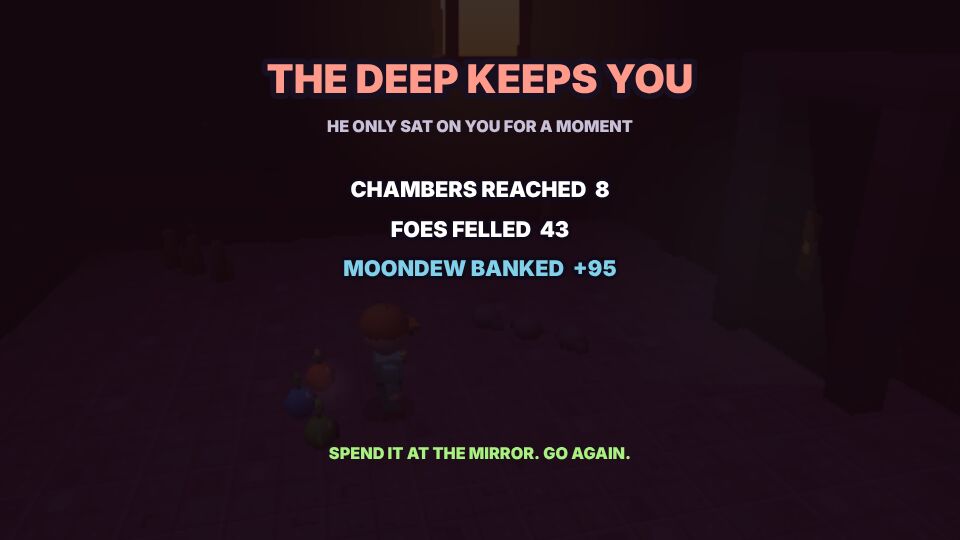 THE DEEP KEEPS YOU
HE ONLY SAT ON YOU FOR A MOMENT
CHAMBERS REACHED 8
FOES FELLED 43
MOONDEW BANKED +95
SPEND IT AT THE MIRROR. GO AGAIN.